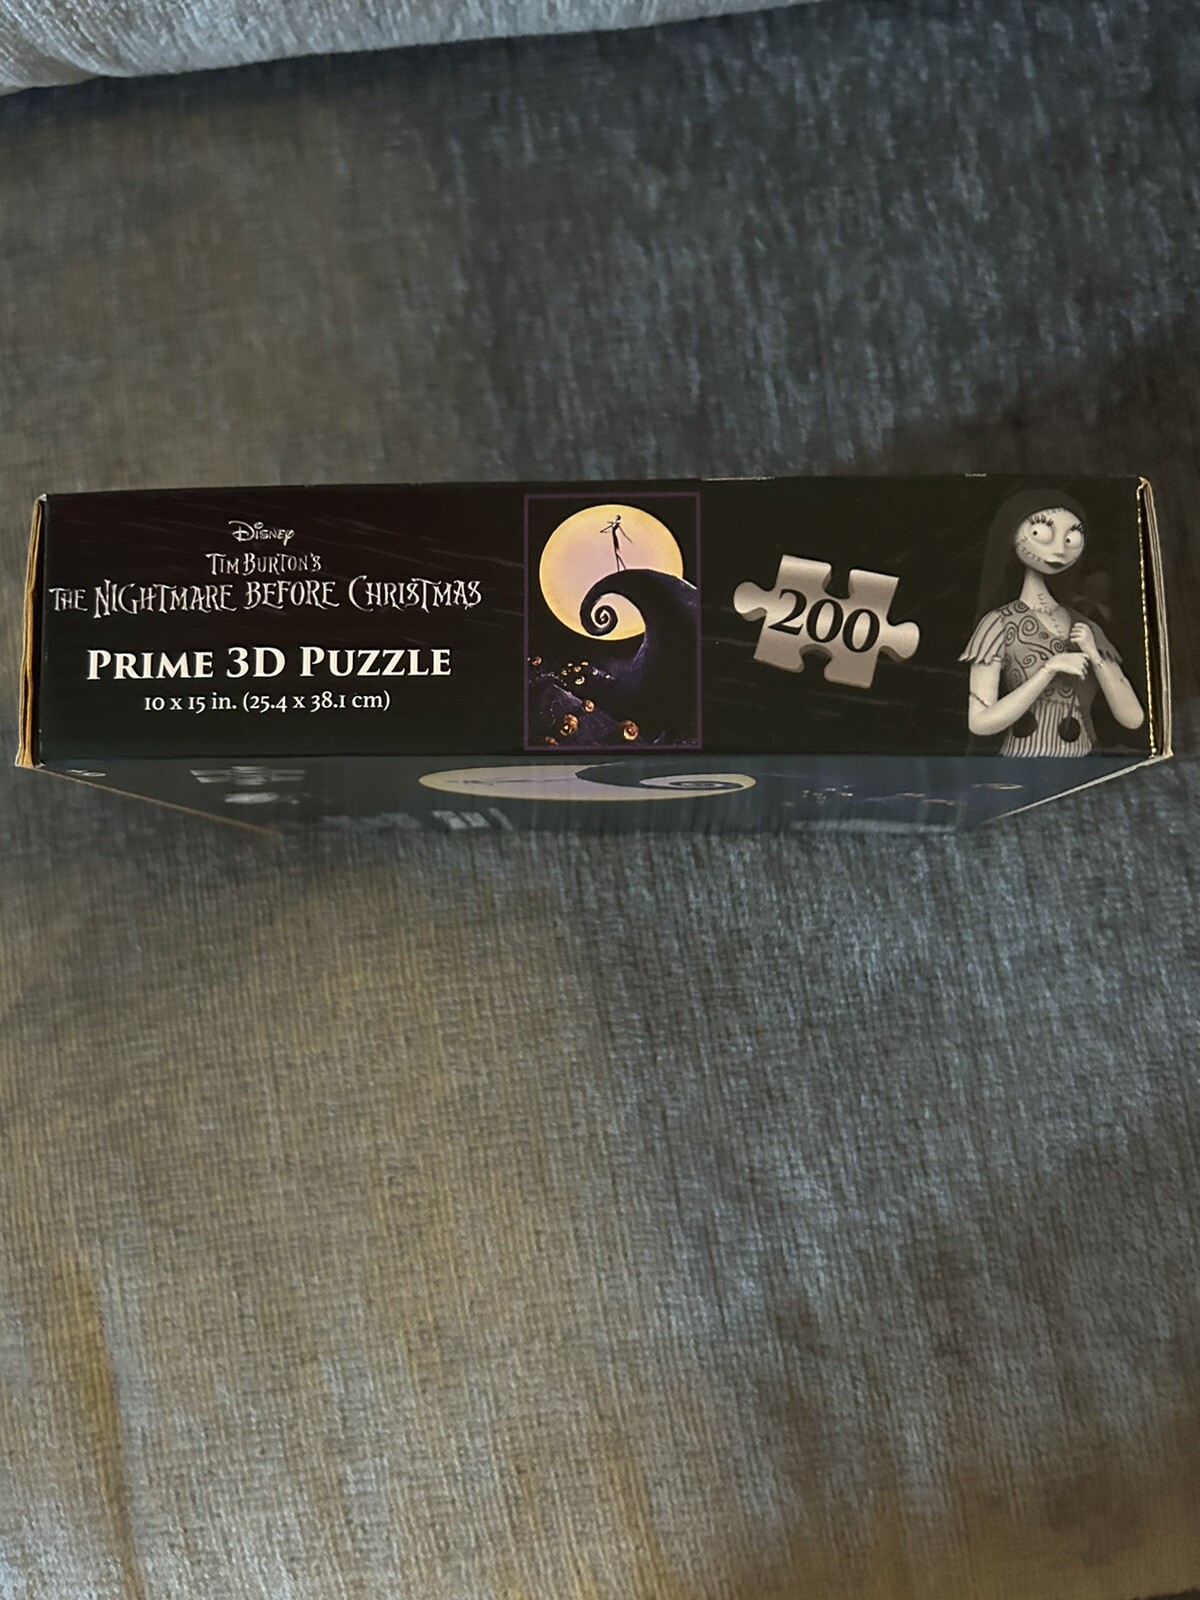 Disney
Tim Burton's
The Nightmare Before Christmas
Prime 3D Puzzle
10 x 15 in. (25.4 x 38.1 cm)
200